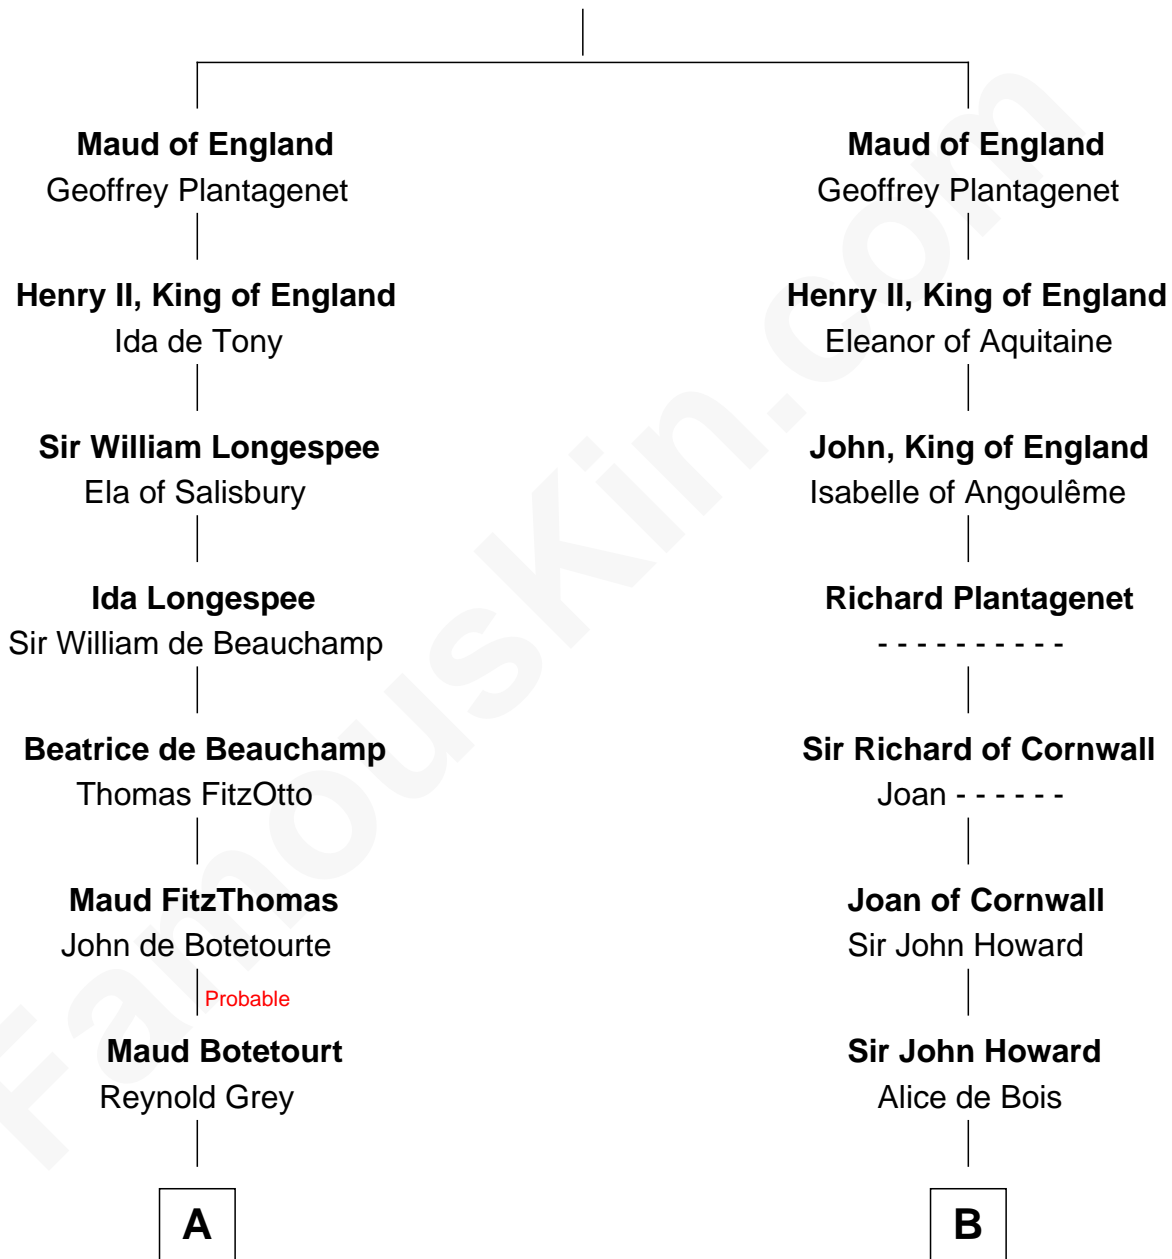 Maud of England
Geoffrey Plantagenet
Henry II, King of England
Ida de Tony
Sir William Longespee
Ela of Salisbury
Ida Longespee
Sir William de Beauchamp
Beatrice de Beauchamp
Thomas FitzOtto
Maud FitzThomas
John de Botetourte
Probable
Maud Botetourt
Reynold Grey
A
Maud of England
Geoffrey Plantagenet
Henry II, King of England
Eleanor of Aquitaine
John, King of England
Isabelle of Angoulême
Richard Plantagenet
- - - - - - - - - -
Sir Richard of Cornwall
Joan - - - - - -
Joan of Cornwall
Sir John Howard
Sir John Howard
Alice de Bois
B
FamousKin.com